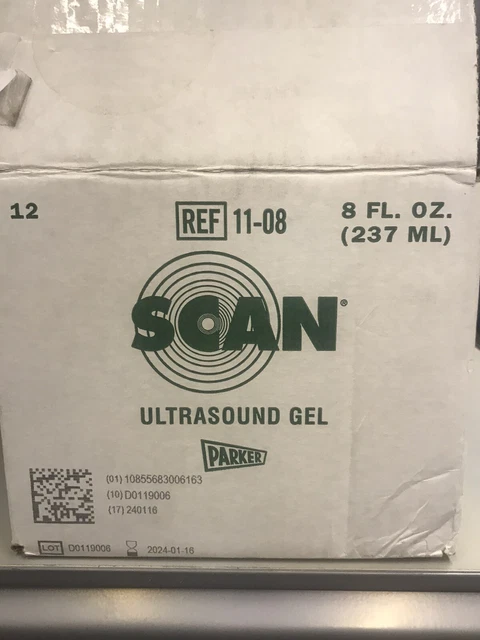 12
REF 11-08
8 FL. OZ.
(237 ML)
SCAN®
ULTRASOUND GEL
PARKER
(01) 10855683006163
(10) D0119006
(17) 240116
LOT D0119006 2024-01-16